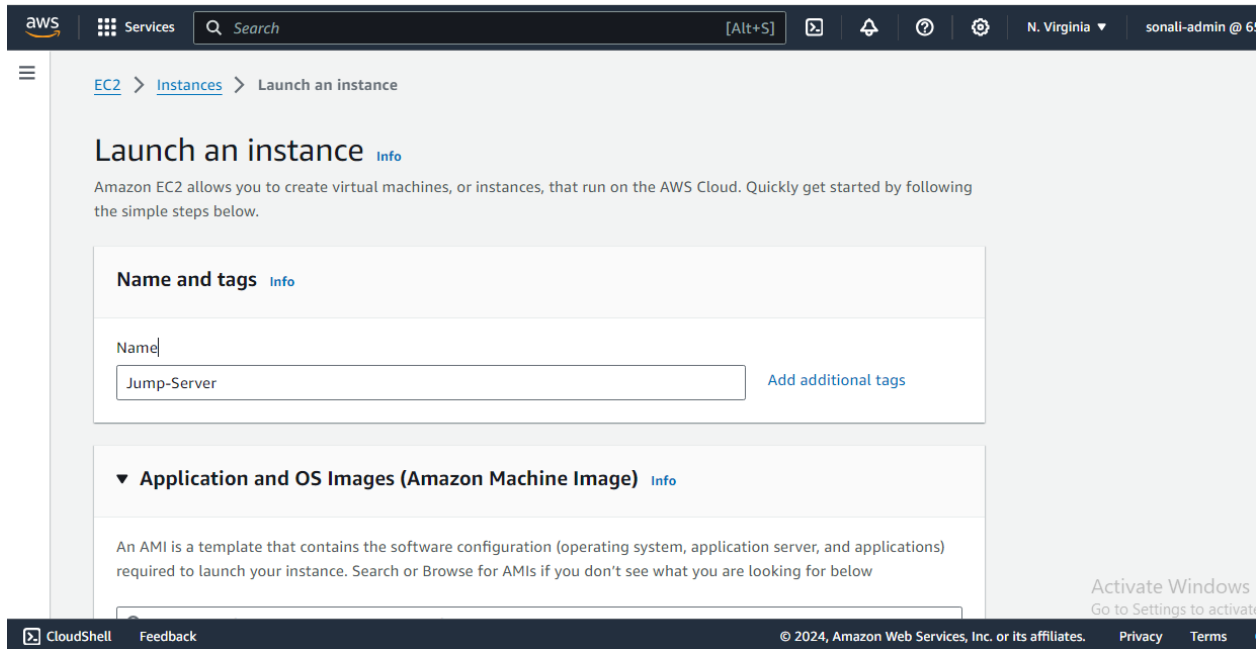 aws
Services
Search
[Alt+S]
N. Virginia
sonali-admin @ 65
EC2 > Instances > Launch an instance
Launch an instance Info
Amazon EC2 allows you to create virtual machines, or instances, that run on the AWS Cloud. Quickly get started by following
the simple steps below.
Name and tags Info
Name
Jump-Server
Add additional tags
Application and OS Images (Amazon Machine Image) Info
An AMI is a template that contains the software configuration (operating system, application server, and applications)
required to launch your instance. Search or Browse for AMIs if you don’t see what you are looking for below
Activate Windows
Go to Settings to activate
CloudShell
Feedback
© 2024, Amazon Web Services, Inc. or its affiliates.
Privacy
Terms